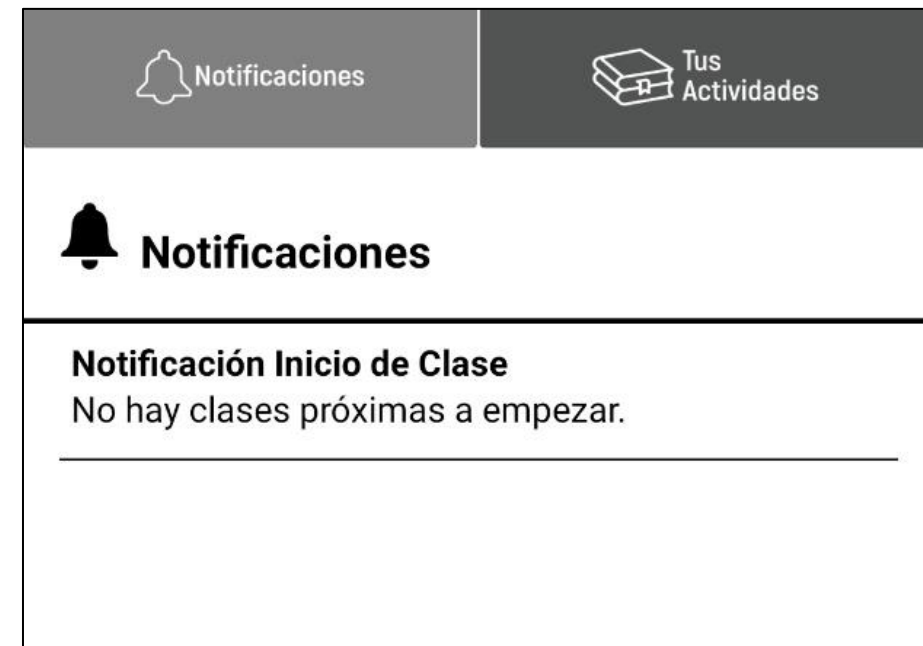 Notificaciones
Tus
Actividades
Notificaciones
Notificación Inicio de Clase
No hay clases próximas a empezar.